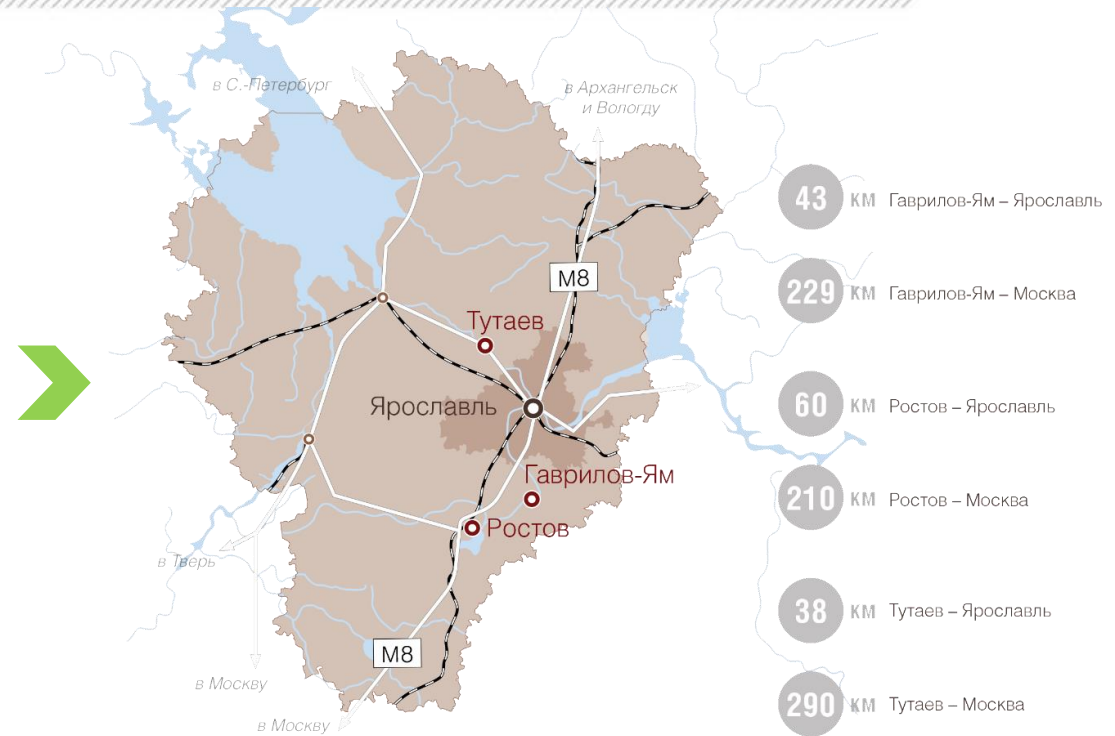 в С.-Петербург
в Архангельск
и Вологду
М8
Тутаев
Ярославль
Гаврилов-Ям
Ростов
в Тверь
М8
в Москву
в Москву
43 км Гаврилов-Ям – Ярославль
229 км Гаврилов-Ям – Москва
60 км Ростов – Ярославль
210 км Ростов – Москва
38 км Тутаев – Ярославль
290 км Тутаев – Москва